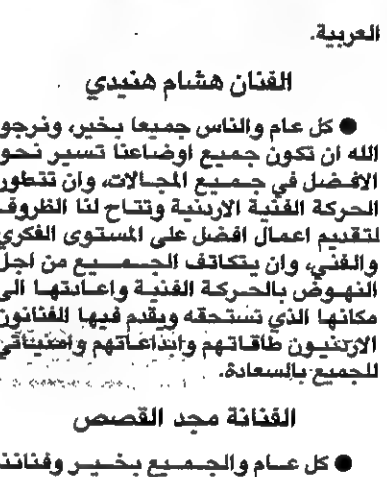 العربية.
الفنان هشام هنيدي
● كل عام والناس جميعا بخير، ونرجو
الله ان تكون جميع اوضاعنا تسير نحو
الافضل في جميع المجالات، وان تتطور
الحركة الفنية الاردنية وتتاح لنا الظروف
لتقديم اعمال افضل على المستوى الفكري
والفني، وان يتكاتف الجميع من اجل
النهوض بالحركة الفنية واعادتها الى
مكانها الذي تستحقه ويقدم فيها الفنانون
الاردنيون طاقاتهم وابداعاتهم وامنياتي
للجميع بالسعادة.
الفنانة مجد القصص
● كل عام والجميع بخير وفناننا